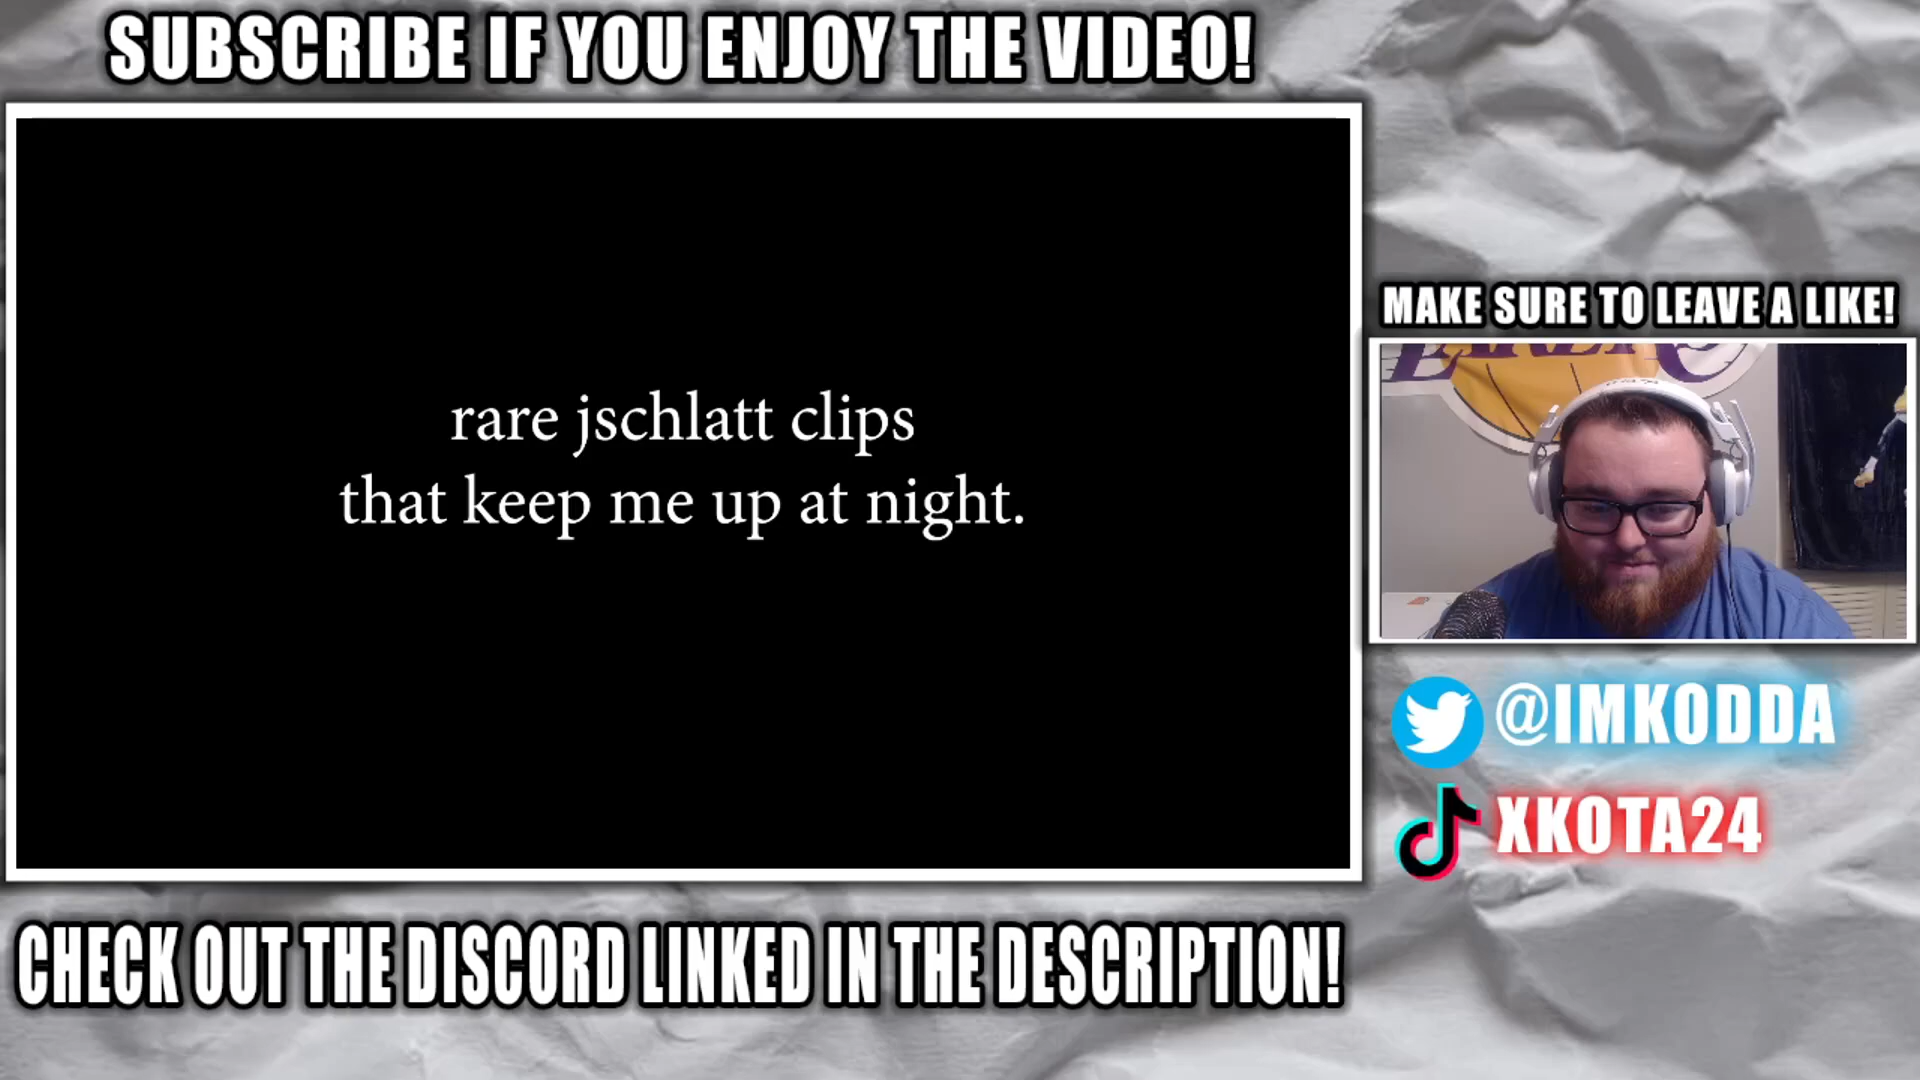 SUBSCRIBE IF YOU ENJOY THE VIDEO!
rare jschlatt clips
that keep me up at night.
MAKE SURE TO LEAVE A LIKE!
@IMKODDA
XKOTA24
CHECK OUT THE DISCORD LINKED IN THE DESCRIPTION!